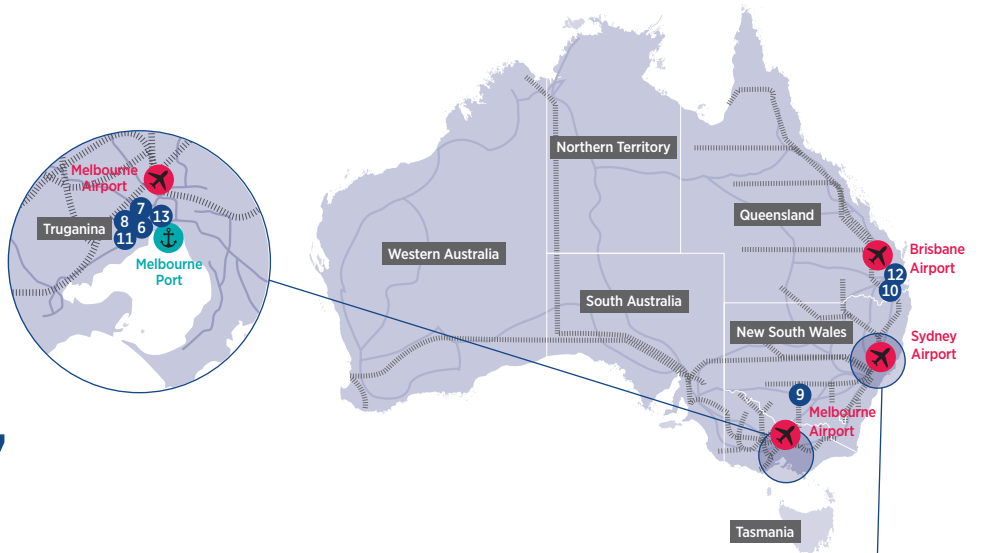 Melbourne
Airport
7
8
6
13
11
Truganina
Melbourne
Port
Northern Territory
Queensland
Western Australia
South Australia
New South Wales
Brisbane
Airport
12
10
Sydney
Airport
9
Melbourne
Airport
Tasmania